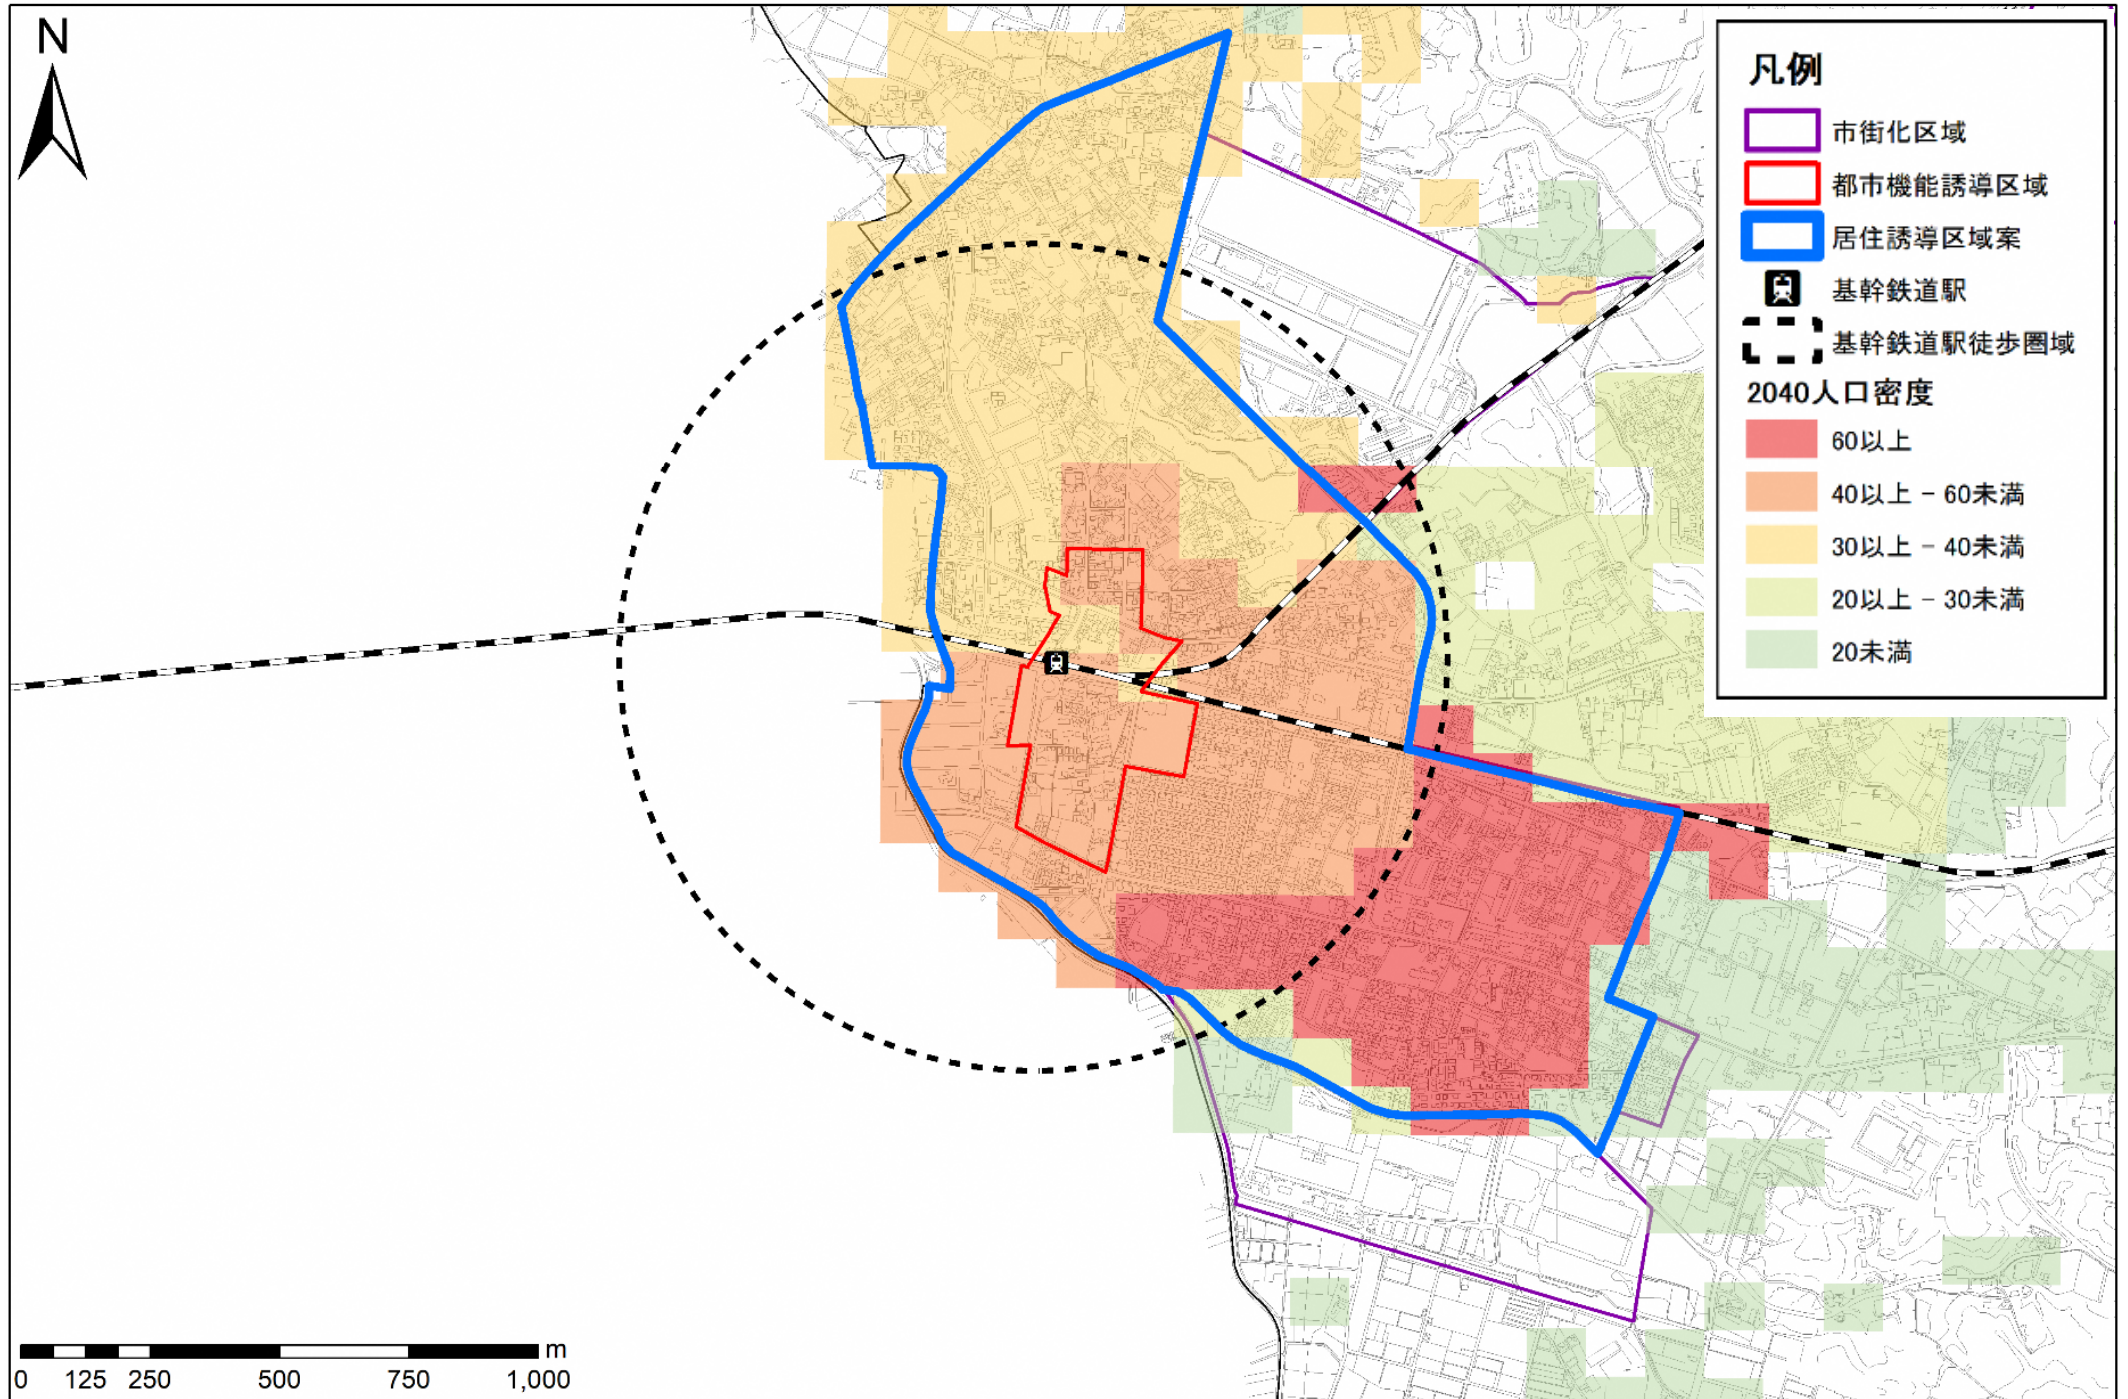 N
凡例
市街化区域
都市機能誘導区域
居住誘導区域案
基幹鉄道駅
基幹鉄道駅徒歩圏域
2040人口密度
60以上
40以上 - 60未満
30以上 - 40未満
20以上 - 30未満
20未満
m
0 125 250 500 750 1,000